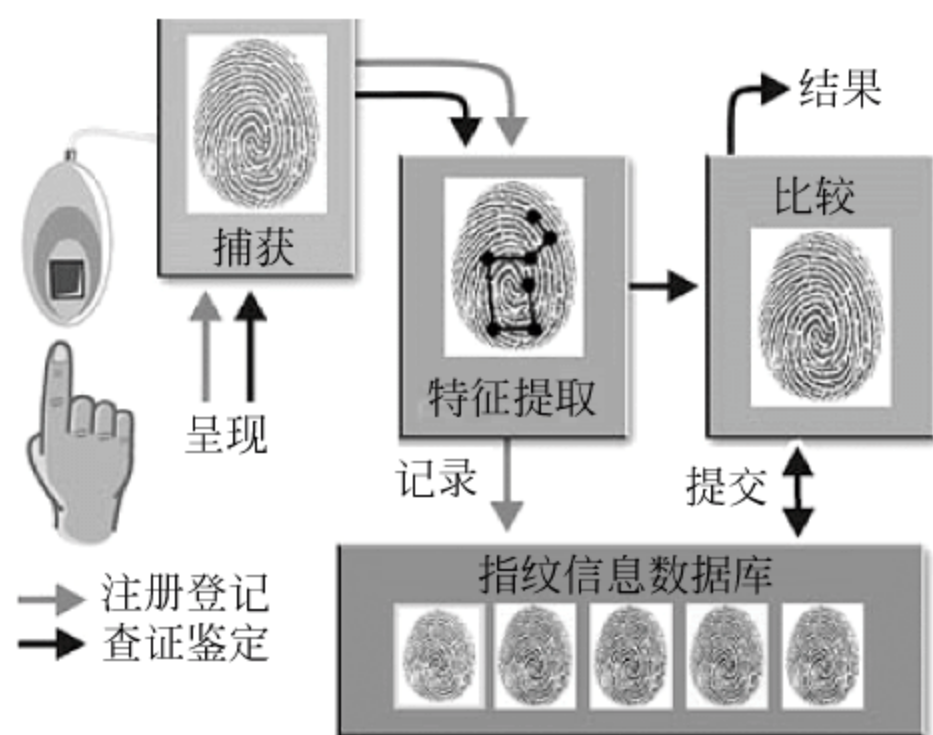 结果
比较
捕获
特征提取
呈现
记录
提交
指纹信息数据库
注册登记
查证鉴定